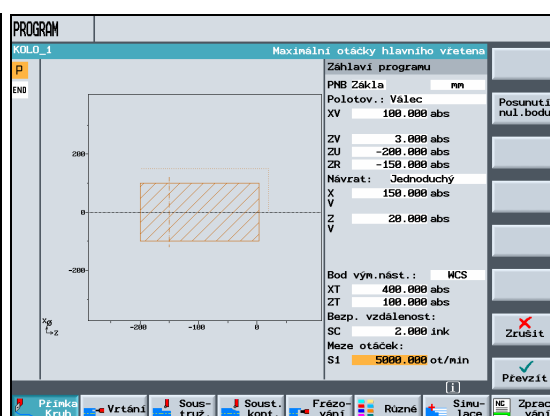 PROGRAM
KOLO_1
Maximální otáčky hlavního vřetena
P
END
Záhlaví programu
PNB Zákla mm
Polotov.: Válec
XV 100.000 abs
ZV 3.000 abs
ZU -200.000 abs
ZR -150.000 abs
Návrat: Jednoduchý
X 150.000 abs
V
Z 20.000 abs
V
Bod vým.nást.: WCS
XT 400.000 abs
ZT 100.000 abs
Bezp. vzdálenost:
SC 2.000 ink
Meze otáček:
S1 5000.000 ot/min
200
0
-200
Xø
Z
-200 -100 0
Posunutí
nul.bodu
Zrušit
Převzít
i
Přímka
Kruh
Vrtání
Sous-
truž.
Soust.
kont.
Frézo-
vání
Různé
Simu-
lace
NC
Zprac
vání